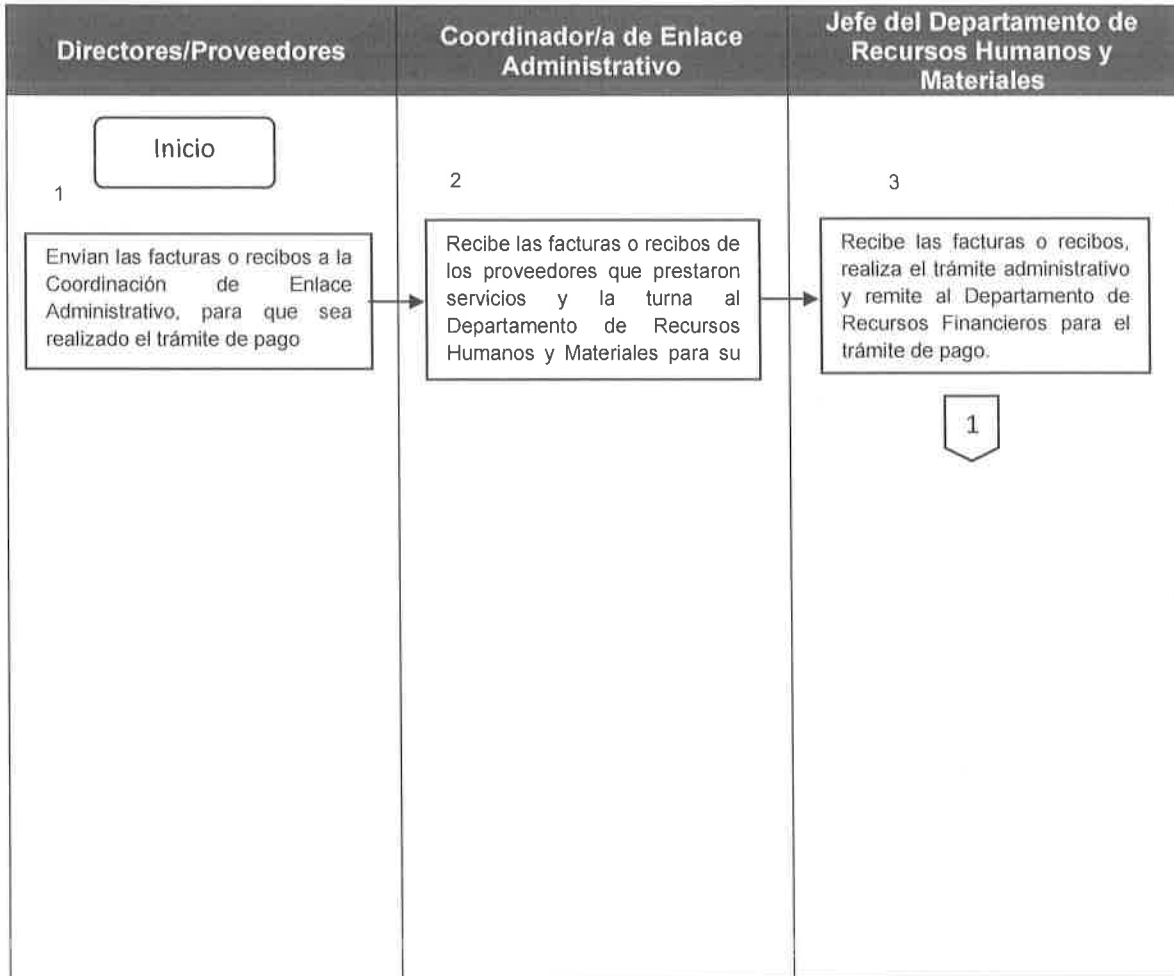 Directores/Proveedores
Coordinador/a de Enlace
Administrativo
Jefe del Departamento de
Recursos Humanos y
Materiales
Inicio
1
Envían las facturas o recibos a la
Coordinación de Enlace
Administrativo, para que sea
realizado el trámite de pago
2
Recibe las facturas o recibos de
los proveedores que prestaron
servicios y la turna al
Departamento de Recursos
Humanos y Materiales para su
3
Recibe las facturas o recibos,
realiza el trámite administrativo
y remite al Departamento de
Recursos Financieros para el
trámite de pago.
1